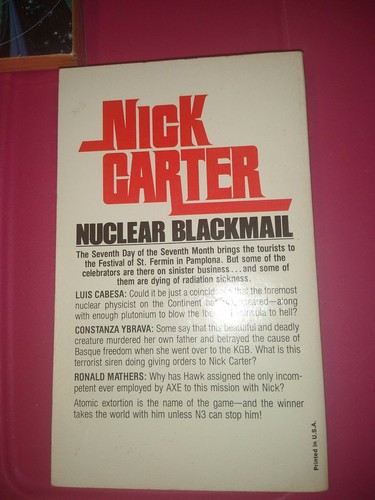 NICK
CARTER
NUCLEAR BLACKMAIL
The Seventh Day of the Seventh Month brings the tourists to
the Festival of St. Fermin in Pamplona. But some of the
celebrators are there on sinister business...and some of
them are dying of radiation sickness.
LUIS CABESA: Could it be just a coincidence that the foremost
nuclear physicist on the Continent has disappeared—along
with enough plutonium to blow the to hell?
CONSTANZA YBRAVA: Some say that this beautiful and deadly
creature murdered her own father and betrayed the cause of
Basque freedom when she went over to the KGB. What is this
terrorist siren doing giving orders to Nick Carter?
RONALD MATHERS: Why has Hawk assigned the only incom-
petent ever employed by AXE to this mission with Nick?
Atomic extortion is the name of the game—and the winner
takes the world with him unless N3 can stop him!
Printed in U.S.A.